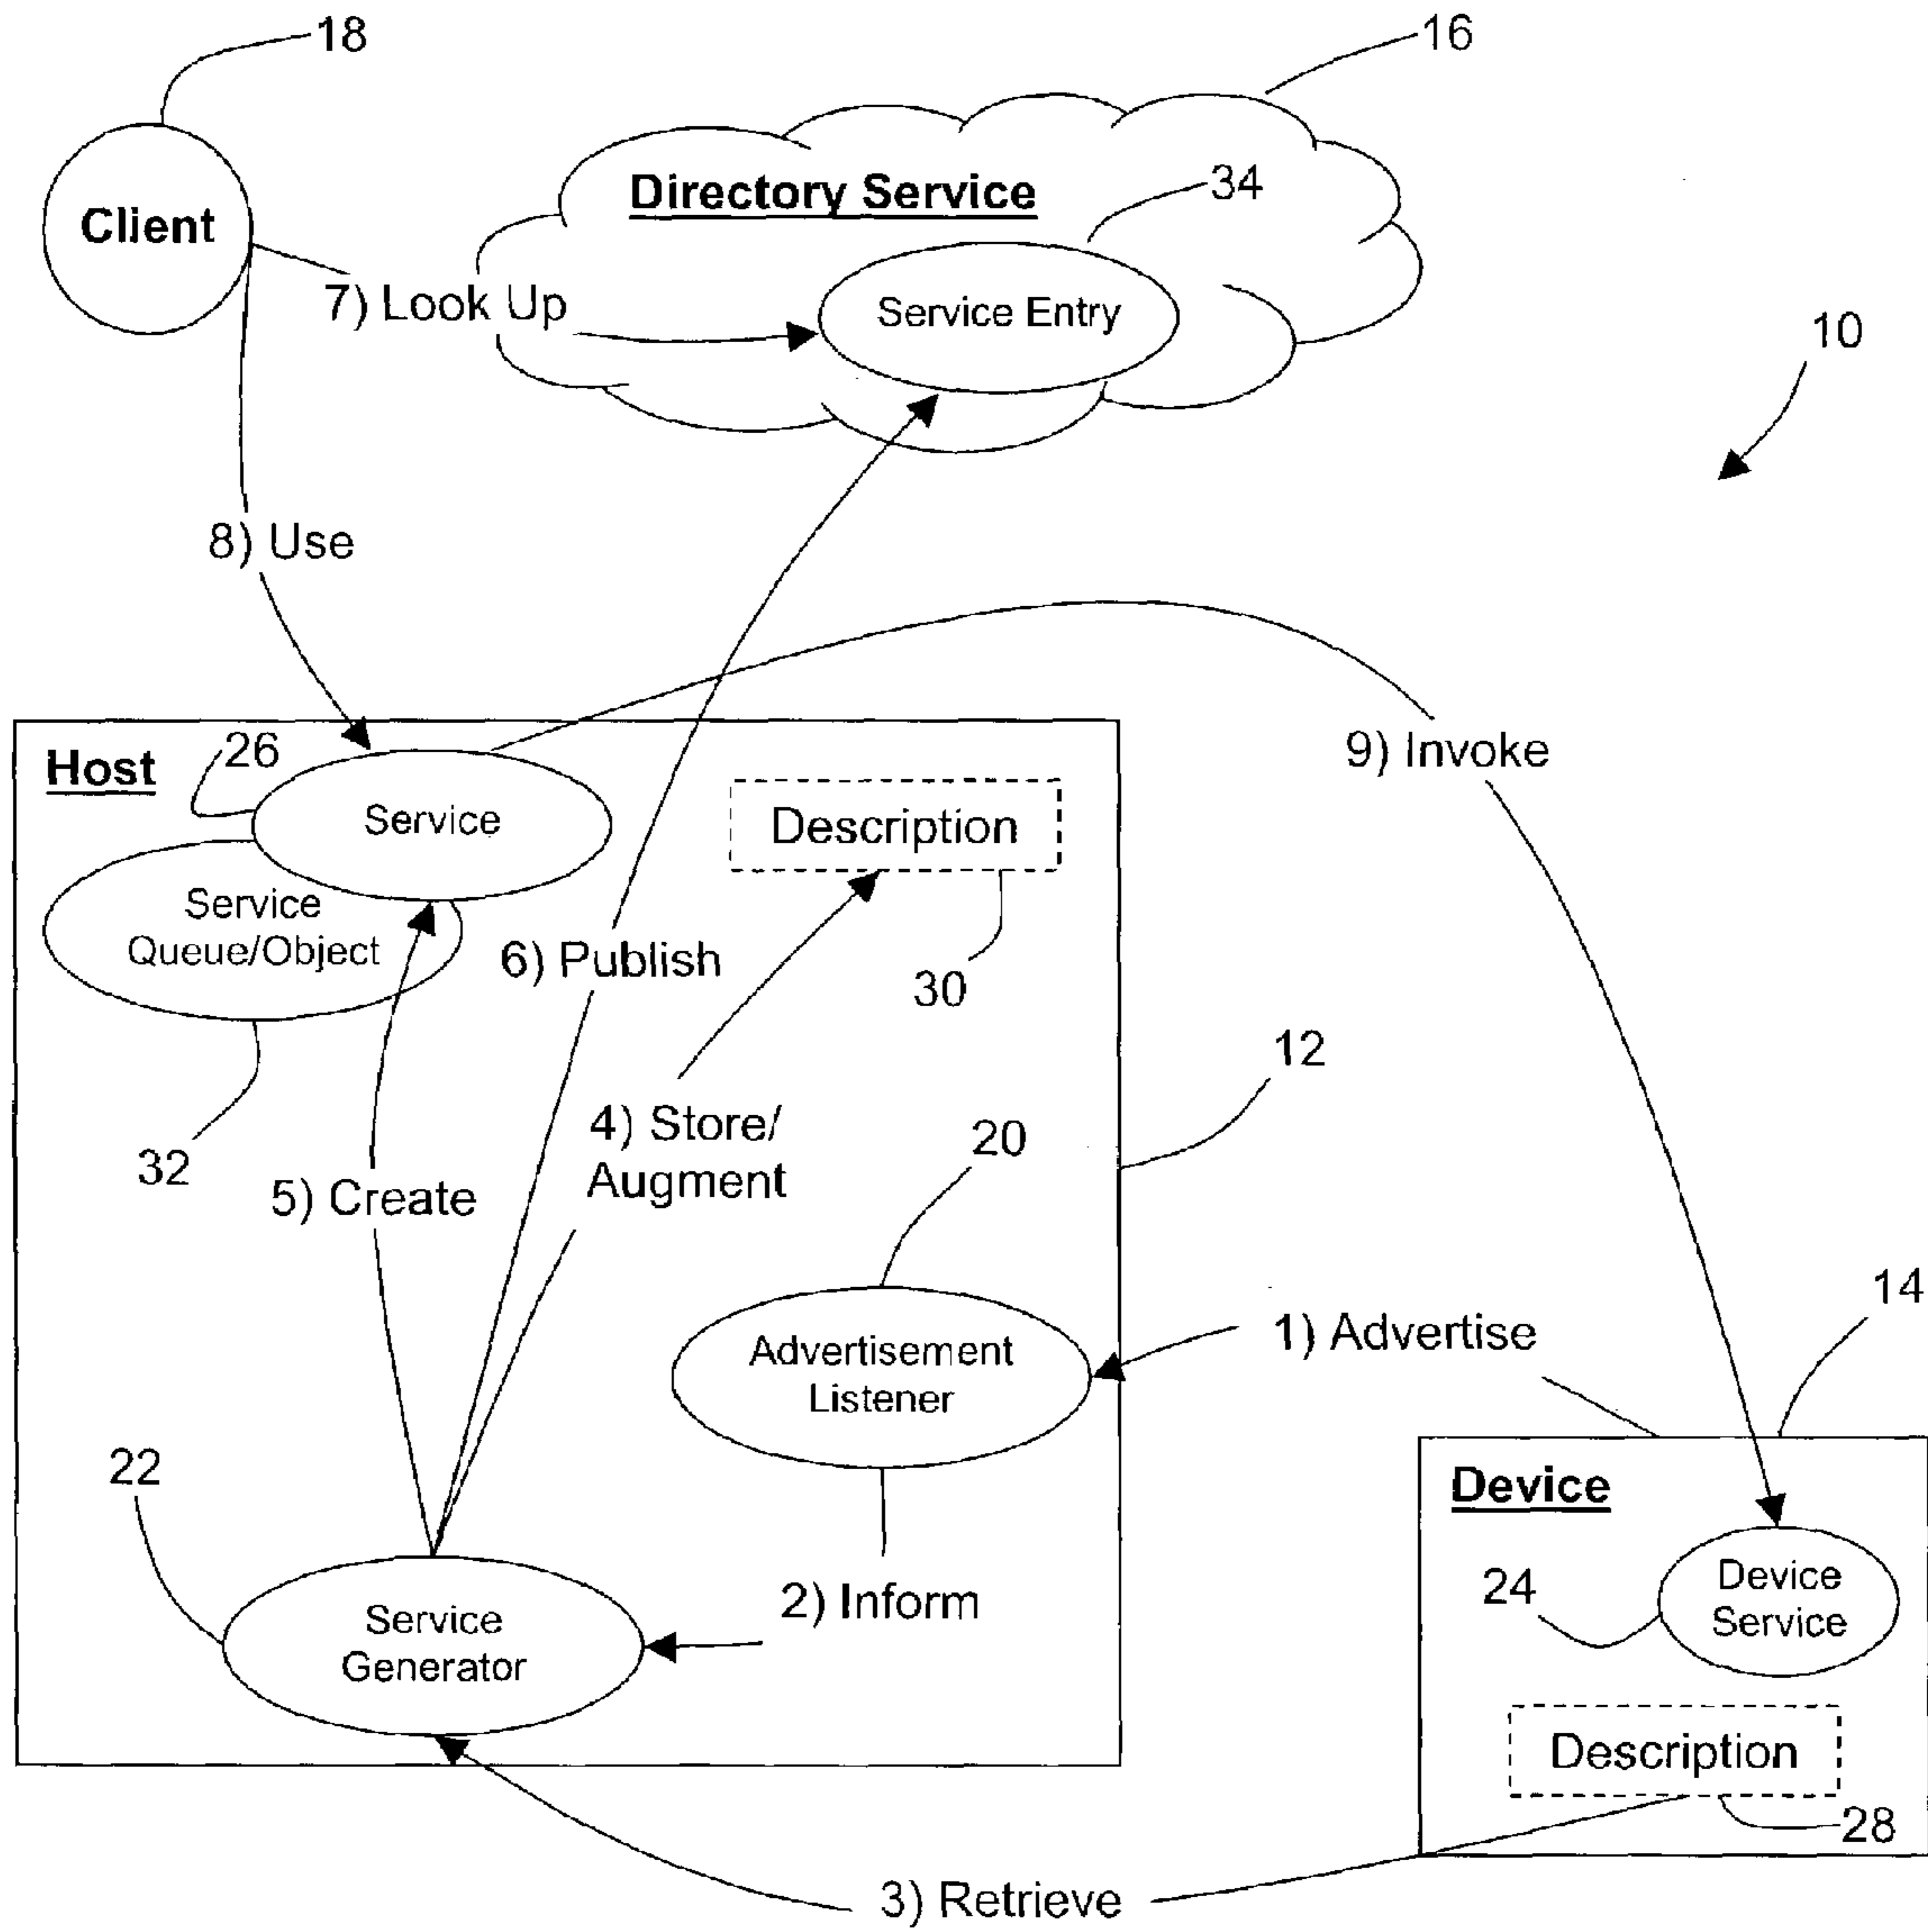 18
16
Directory Service
34
Client
Service Entry
7) Look Up
10
8) Use
Host
26
9) Invoke
Service
Description
Service
Queue/Object
6) Publish
30
12
4) Store/
Augment
20
32
5) Create
14
1) Advertise
Advertisement
Listener
22
Device
24
Device
Service
2) Inform
Service
Generator
Description
28
3) Retrieve